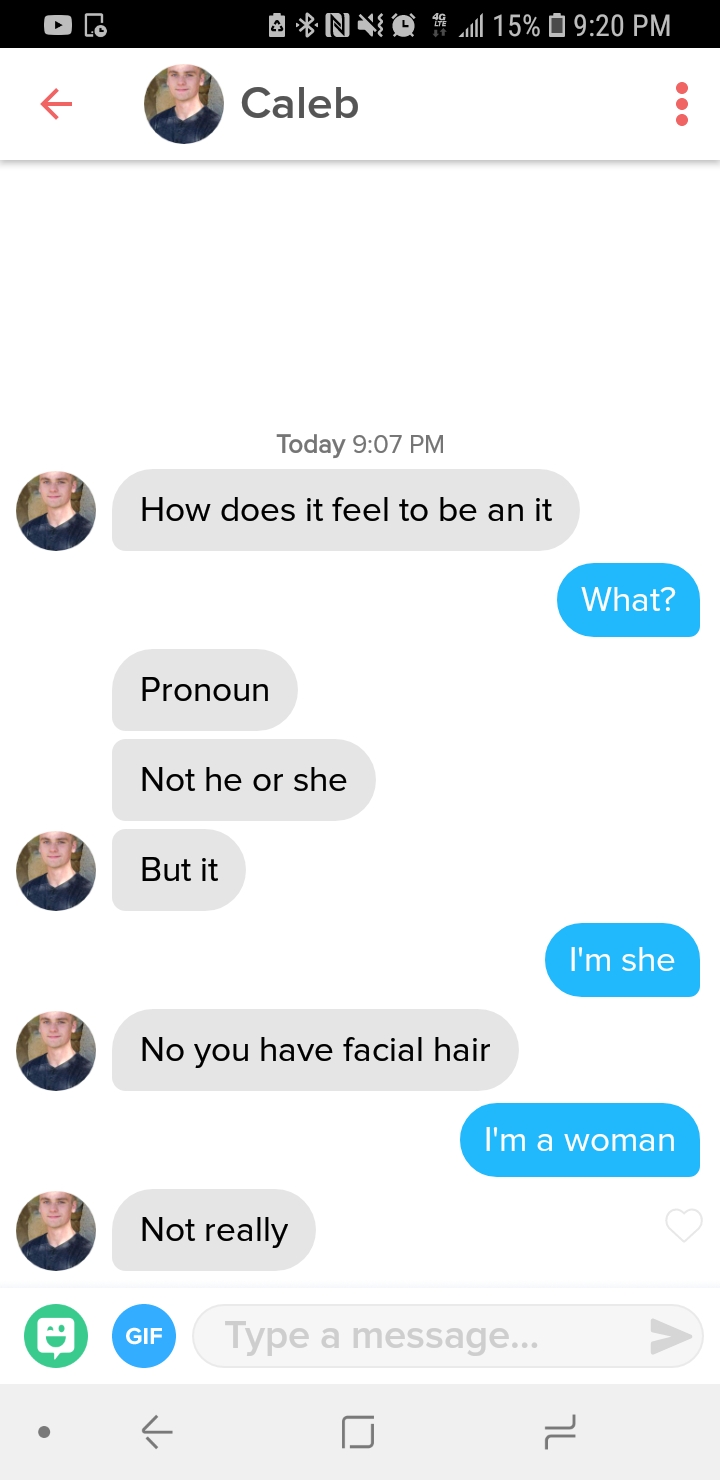 15% 9:20 PM
Caleb
Today 9:07 PM
How does it feel to be an it
What?
Pronoun
Not he or she
But it
I'm she
No you have facial hair
I'm a woman
Not really
GIF Type a message...